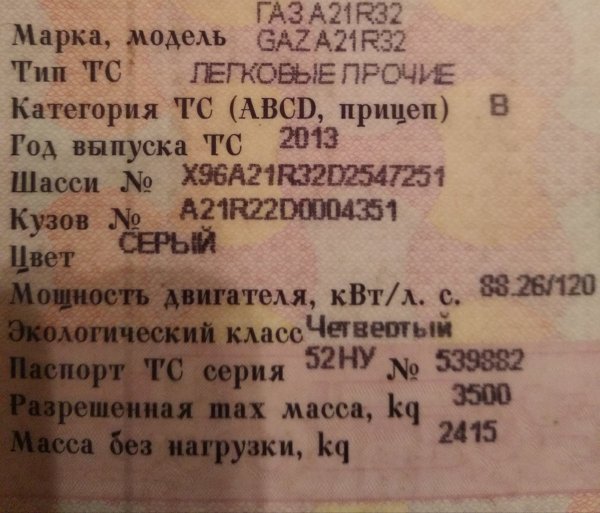 ГАЗ А21R32
Марка, модель GAZ A21R32
Тип ТС ЛЕГКОВЫЕ ПРОЧИЕ
Категория ТС (ABCD, прицеп) B
Год выпуска ТС 2013
Шасси № X96A21R32D2547251
Кузов № A21R22D0004351
Цвет СЕРЫЙ
Мощность двигателя, кВт/л. с. 88.26/120
Экологический класс Четвертый
Паспорт ТС серия 52НУ № 539882
Разрешенная max масса, kq 3500
Масса без нагрузки, kq 2415